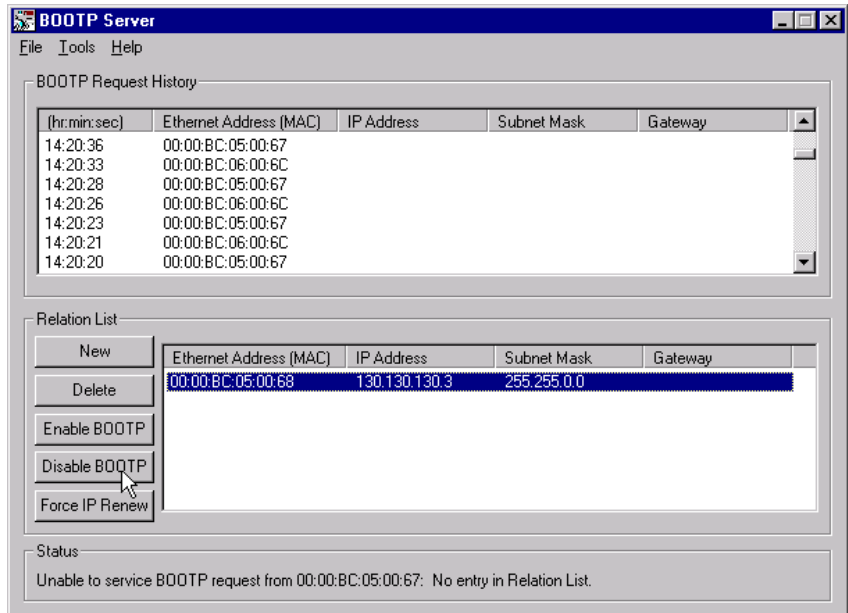 BOOTP Server
File Tools Help
BOOTP Request History
(hr:min:sec) Ethernet Address (MAC) IP Address Subnet Mask Gateway
14:20:36 00:00:BC:05:00:67
14:20:33 00:00:BC:06:00:6C
14:20:28 00:00:BC:05:00:67
14:20:26 00:00:BC:06:00:6C
14:20:23 00:00:BC:05:00:67
14:20:21 00:00:BC:06:00:6C
14:20:20 00:00:BC:05:00:67
Relation List
New
Delete
Enable BOOTP
Disable BOOTP
Force IP Renew
Ethernet Address (MAC) IP Address Subnet Mask Gateway
00:00:BC:05:00:68 130.130.130.3 255.255.0.0
Status
Unable to service BOOTP request from 00:00:BC:05:00:67: No entry in Relation List.